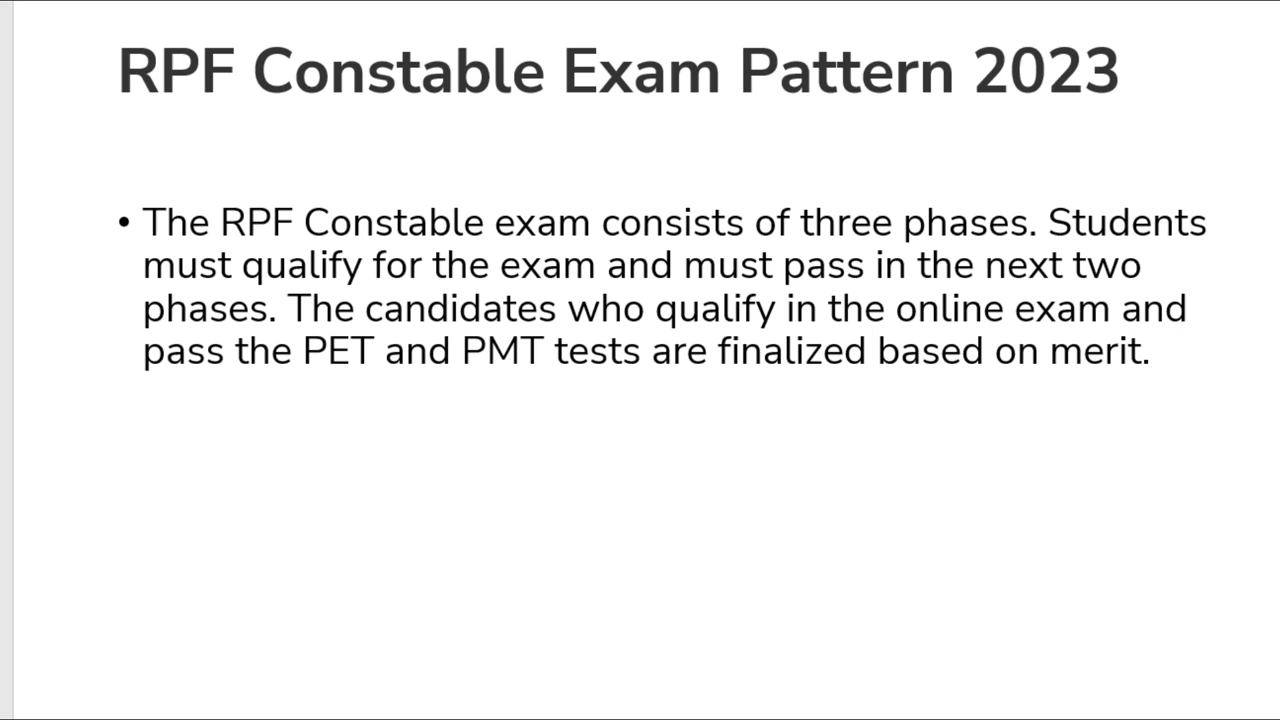 RPF Constable Exam Pattern 2023
• The RPF Constable exam consists of three phases. Students
must qualify for the exam and must pass in the next two
phases. The candidates who qualify in the online exam and
pass the PET and PMT tests are finalized based on merit.